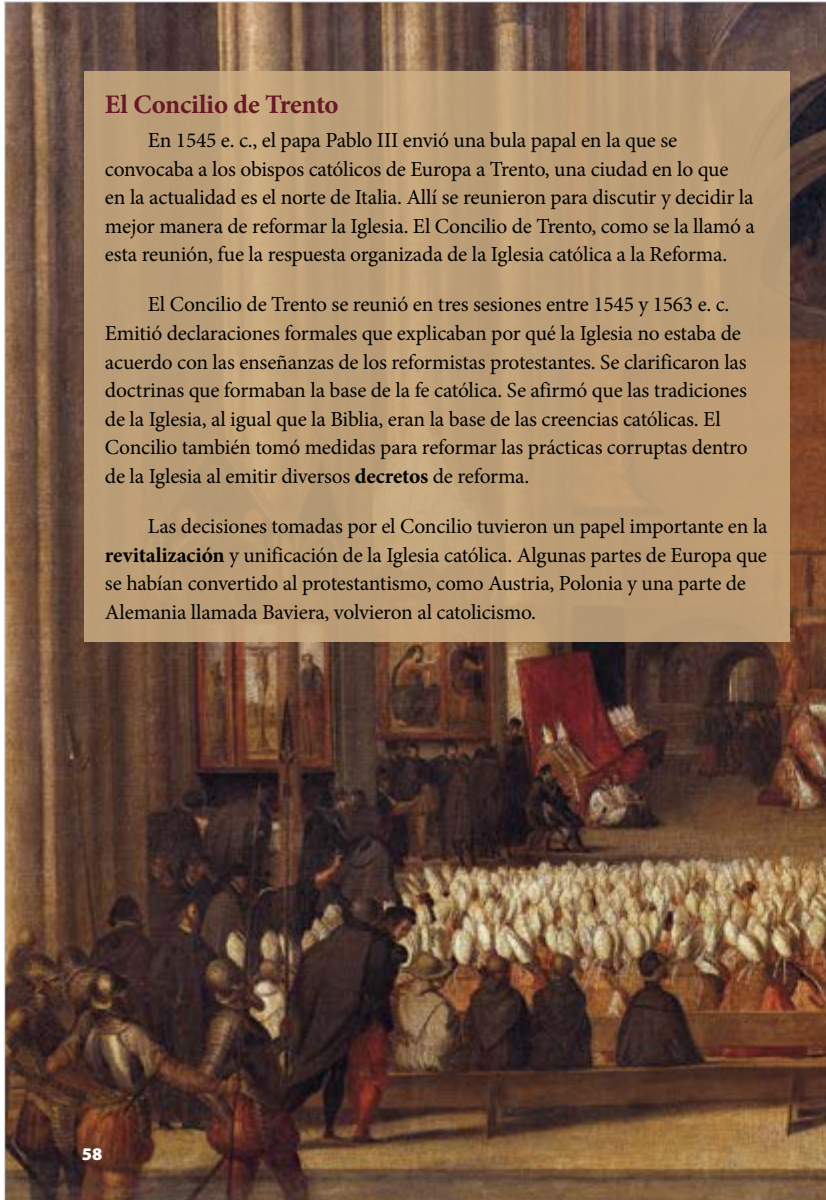 El Concilio de Trento
En 1545 e. c., el papa Pablo III envió una bula papal en la que se
convocaba a los obispos católicos de Europa a Trento, una ciudad en lo que
en la actualidad es el norte de Italia. Allí se reunieron para discutir y decidir la
mejor manera de reformar la Iglesia. El Concilio de Trento, como se la llamó a
esta reunión, fue la respuesta organizada de la Iglesia católica a la Reforma.
El Concilio de Trento se reunió en tres sesiones entre 1545 y 1563 e. c.
Emitió declaraciones formales que explicaban por qué la Iglesia no estaba de
acuerdo con las enseñanzas de los reformistas protestantes. Se clarificaron las
doctrinas que formaban la base de la fe católica. Se afirmó que las tradiciones
de la Iglesia, al igual que la Biblia, eran la base de las creencias católicas. El
Concilio también tomó medidas para reformar las prácticas corruptas dentro
de la Iglesia al emitir diversos decretos de reforma.
Las decisiones tomadas por el Concilio tuvieron un papel importante en la
revitalización y unificación de la Iglesia católica. Algunas partes de Europa que
se habían convertido al protestantismo, como Austria, Polonia y una parte de
Alemania llamada Baviera, volvieron al catolicismo.
58